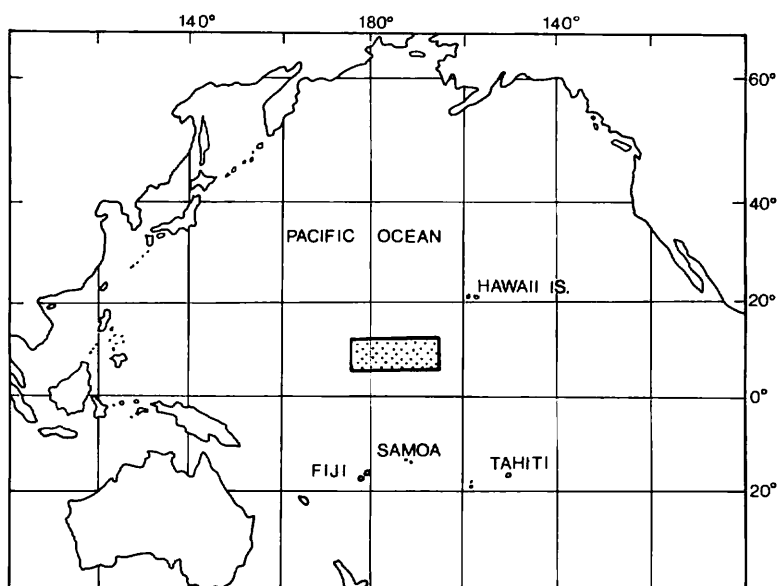 140° 180° 140°
60°
40°
PACIFIC OCEAN
HAWAII IS.
20°
0°
SAMOA
FIJI TAHITI
20°